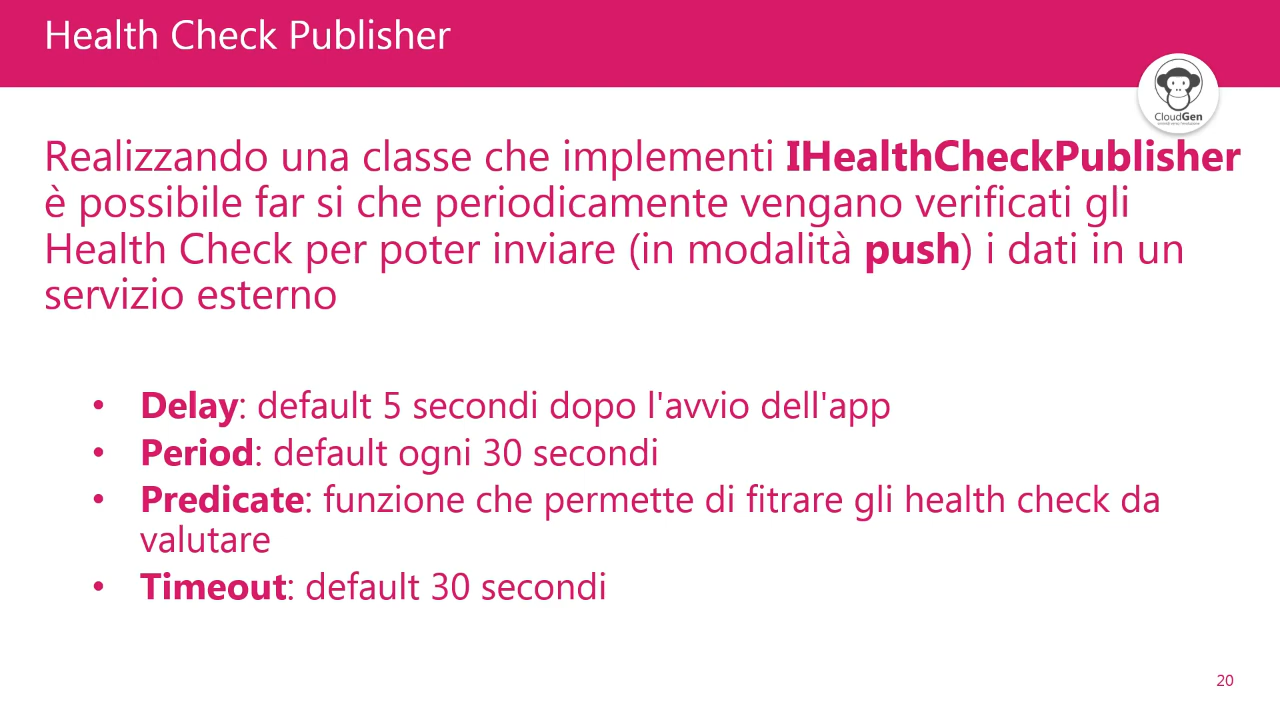 Health Check Publisher
CloudGen
Realizzando una classe che implementi IHealthCheckPublisher
è possibile far si che periodicamente vengano verificati gli
Health Check per poter inviare (in modalità push) i dati in un
servizio esterno
• Delay: default 5 secondi dopo l'avvio dell'app
• Period: default ogni 30 secondi
• Predicate: funzione che permette di fitrare gli health check da
valutare
• Timeout: default 30 secondi
20